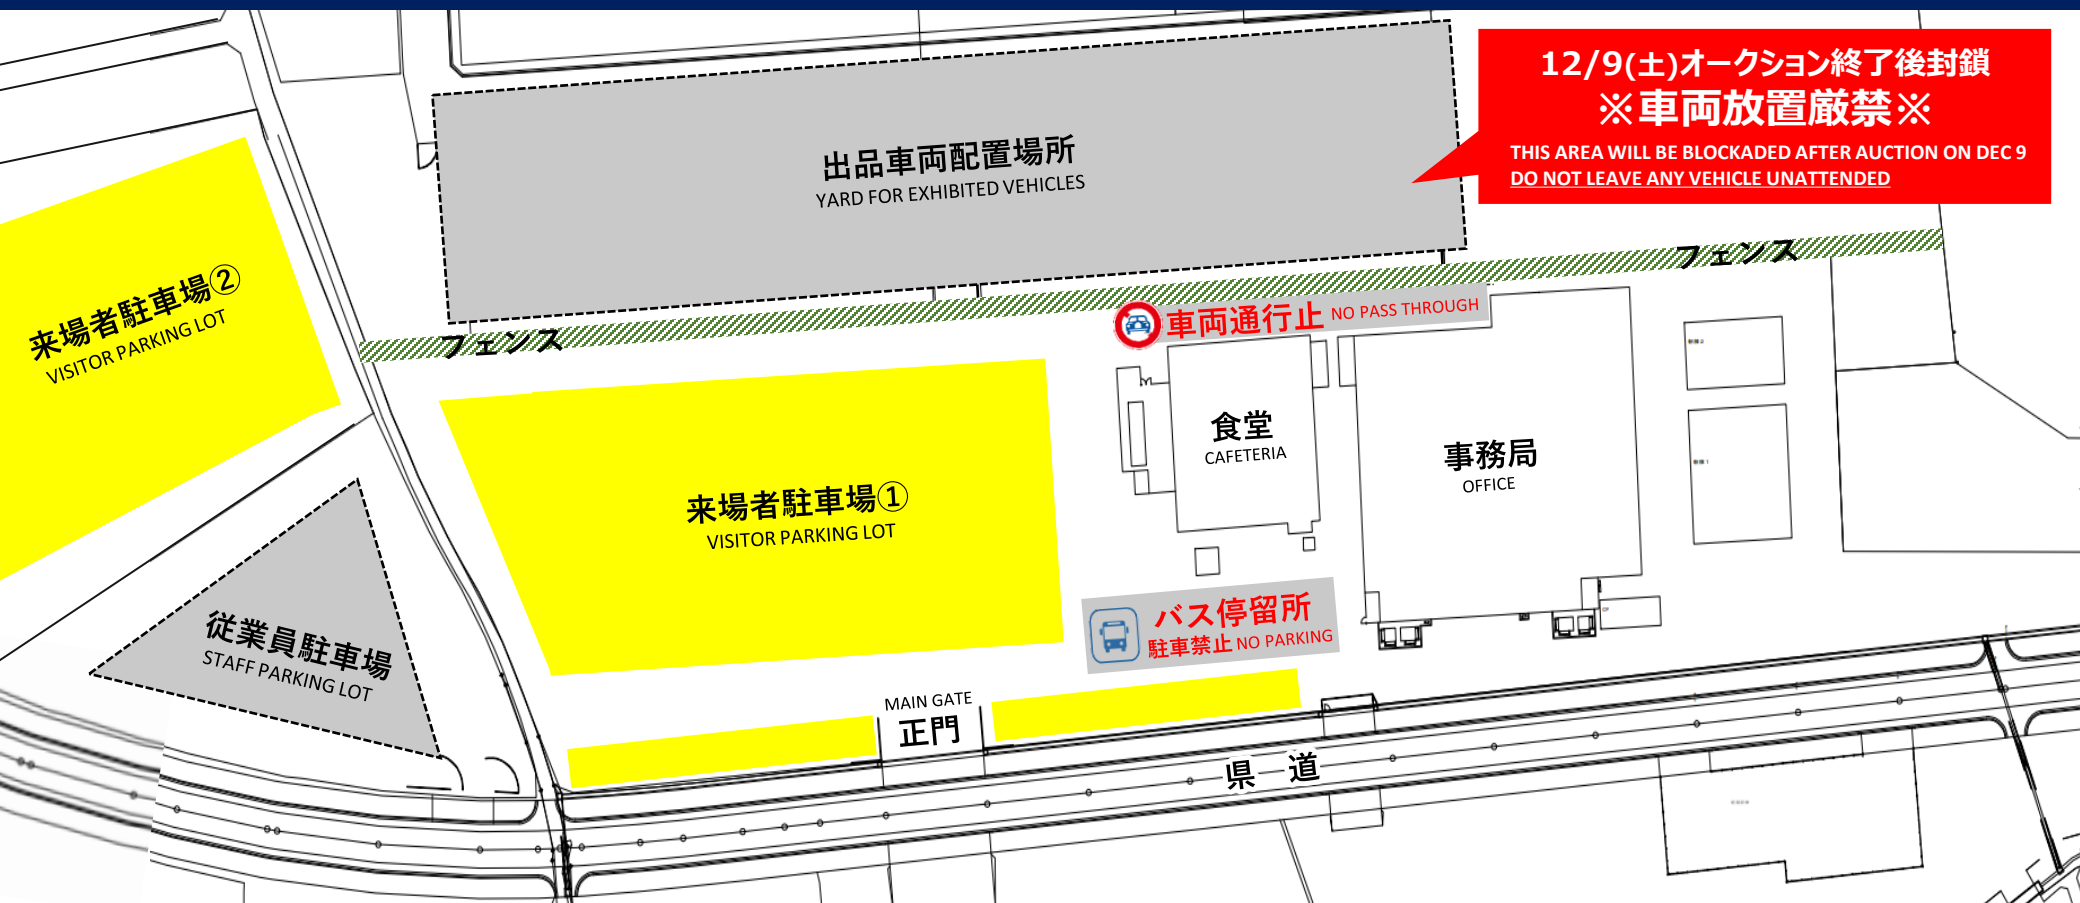 12/9(土)オークション終了後封鎖
※車両放置厳禁※
THIS AREA WILL BE BLOCKADED AFTER AUCTION ON DEC 9
DO NOT LEAVE ANY VEHICLE UNATTENDED
出品車両配置場所
YARD FOR EXHIBITED VEHICLES
フェンス
フェンス
車両通行止 NO PASS THROUGH
来場者駐車場②
VISITOR PARKING LOT
食堂
CAFETERIA
事務局
OFFICE
来場者駐車場①
VISITOR PARKING LOT
バス停留所
駐車禁止 NO PARKING
従業員駐車場
STAFF PARKING LOT
MAIN GATE
正門
県 道